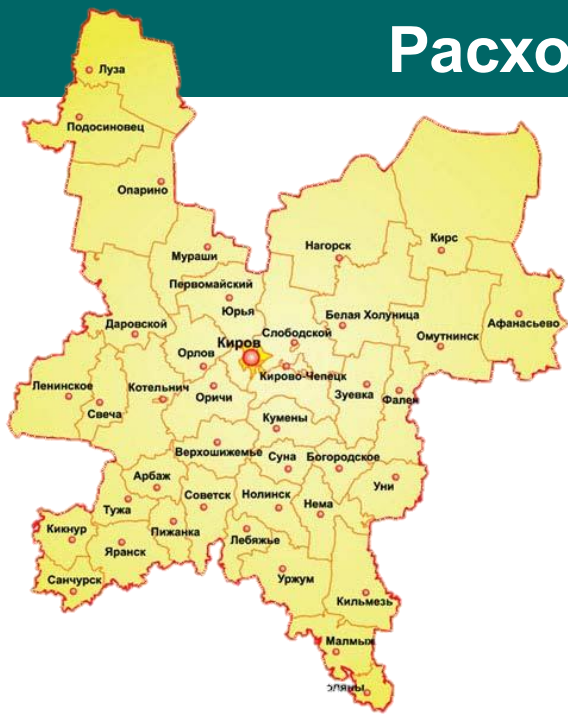 Расхо
Луза
Подосиновец
Опарино
Мураши
Нагорск
Кирс
Первомайский
Юрья
Белая Холуница
Афанасьево
Даровской
Слободской
Омутнинск
Киров
Орлов
Кирово-Чепецк
Ленинское
Котельнич
Оричи
Зуевка
Фален
Свеча
Кумены
Верхошижемье
Суна
Богородское
Арбаж
Уни
Советск
Нолинск
Тужа
Нема
Кикнур
Пижанка
Лебяжье
Яранск
Санчурск
Уржум
Кильмезь
Малмыж